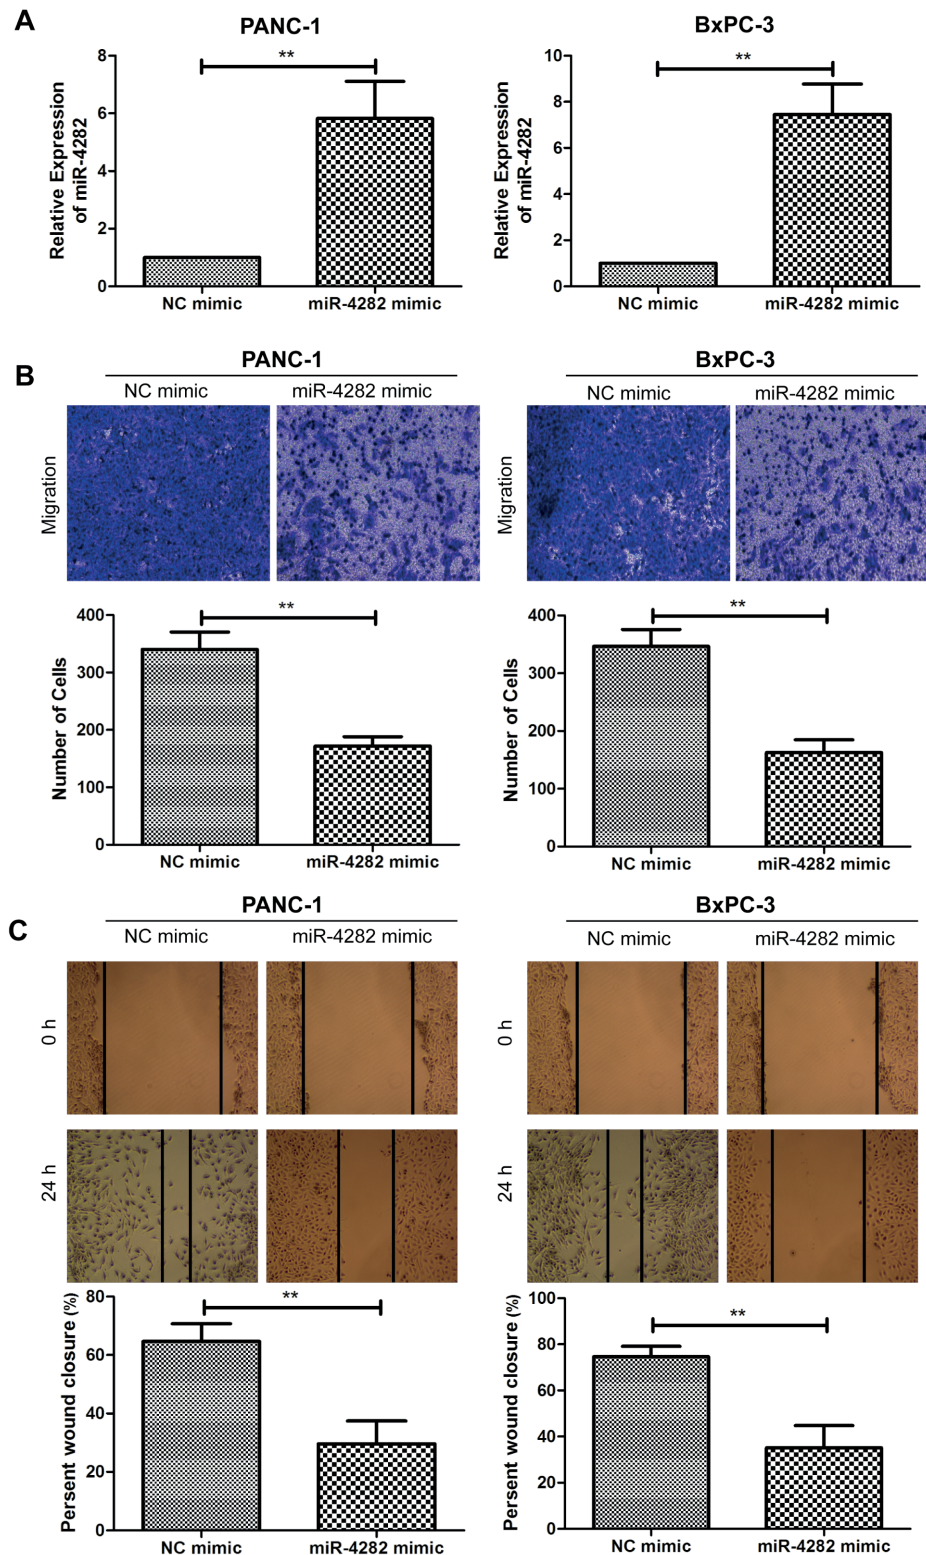 A
PANC-1
BxPC-3
**
**
8
6
4
2
0
10
8
6
4
2
0
Relative Expression
of miR-4282
Relative Expression
of miR-4282
NC mimic
miR-4282 mimic
NC mimic
miR-4282 mimic
B
PANC-1
BxPC-3
NC mimic
miR-4282 mimic
NC mimic
miR-4282 mimic
Migration
Migration
**
**
400
300
200
100
0
400
300
200
100
0
Number of Cells
Number of Cells
NC mimic
miR-4282 mimic
NC mimic
miR-4282 mimic
C
PANC-1
BxPC-3
NC mimic
miR-4282 mimic
NC mimic
miR-4282 mimic
0 h
0 h
24 h
24 h
**
**
80
60
40
20
0
100
80
60
40
20
0
Persent wound closure (%)
Persent wound closure (%)
NC mimic
miR-4282 mimic
NC mimic
miR-4282 mimic